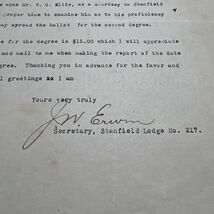 upon Mr. V. C. Ellis, as a courtesy to Stanfield
proper time to examine him as to his proficiency
spread the ballot for the second degree.
e for the degree is $15.00 which I will appreciate
and mail to me when making the report of the date
gree. Thanking you in advance for the favor and
l greetings I am
Yours very truly
J W. Erwin
Secretary, Stanfield Lodge No. 217.